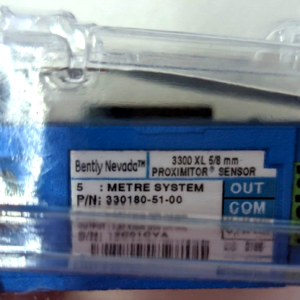 Bently Nevada™
3300 XL 5/8 mm
PROXIMITOR® SENSOR
5 : METRE SYSTEM
P/N: 330180-51-00
OUT
COM